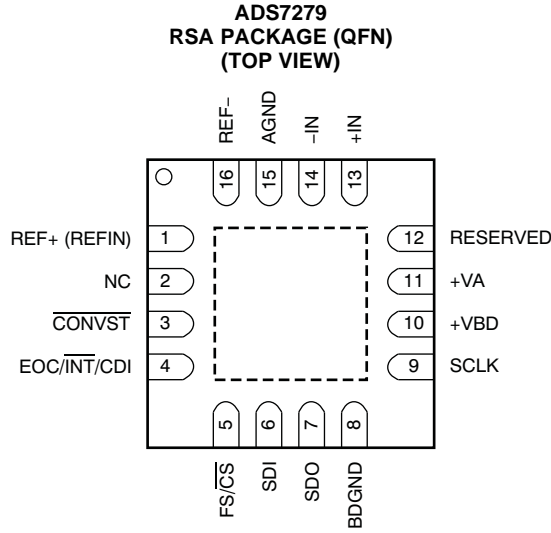 ADS7279
RSA PACKAGE (QFN)
(TOP VIEW)
REF–
AGND
–IN
+IN
16
15
14
13
REF+ (REFIN) 1
12 RESERVED
NC 2
11 +VA
CONVST 3
10 +VBD
EOC/INT/CDI 4
9 SCLK
5
6
7
8
FS/CS
SDI
SDO
BDGND